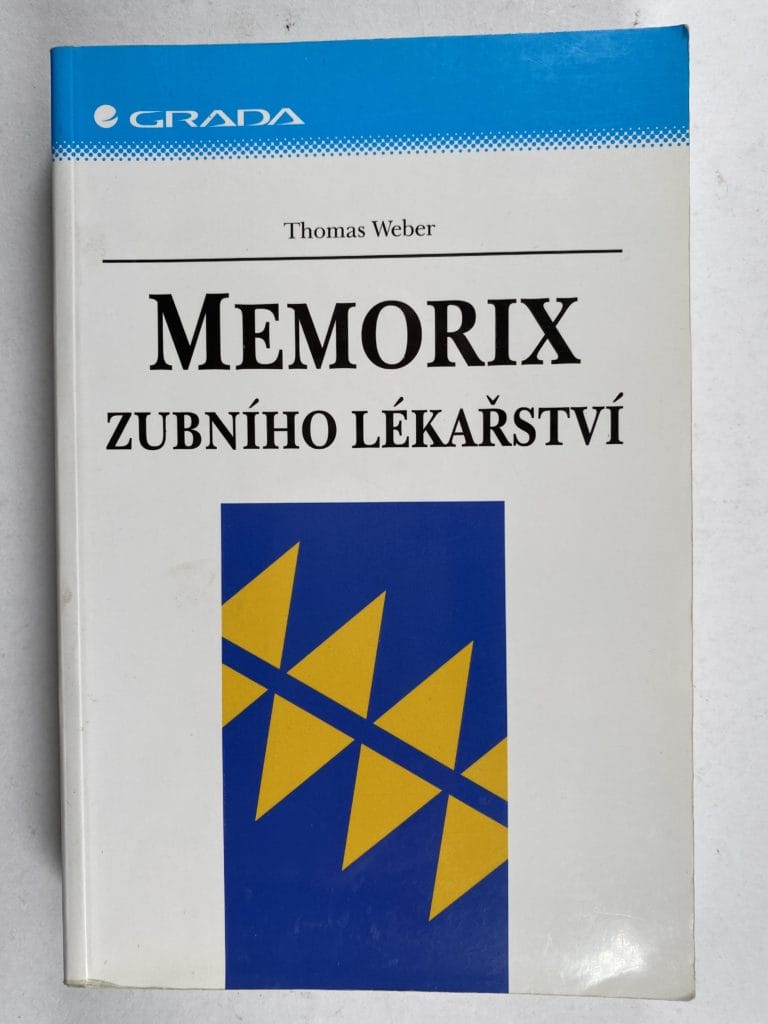 GRADA
Thomas Weber
MEMORIX
ZUBNÍHO LÉKAŘSTVÍ